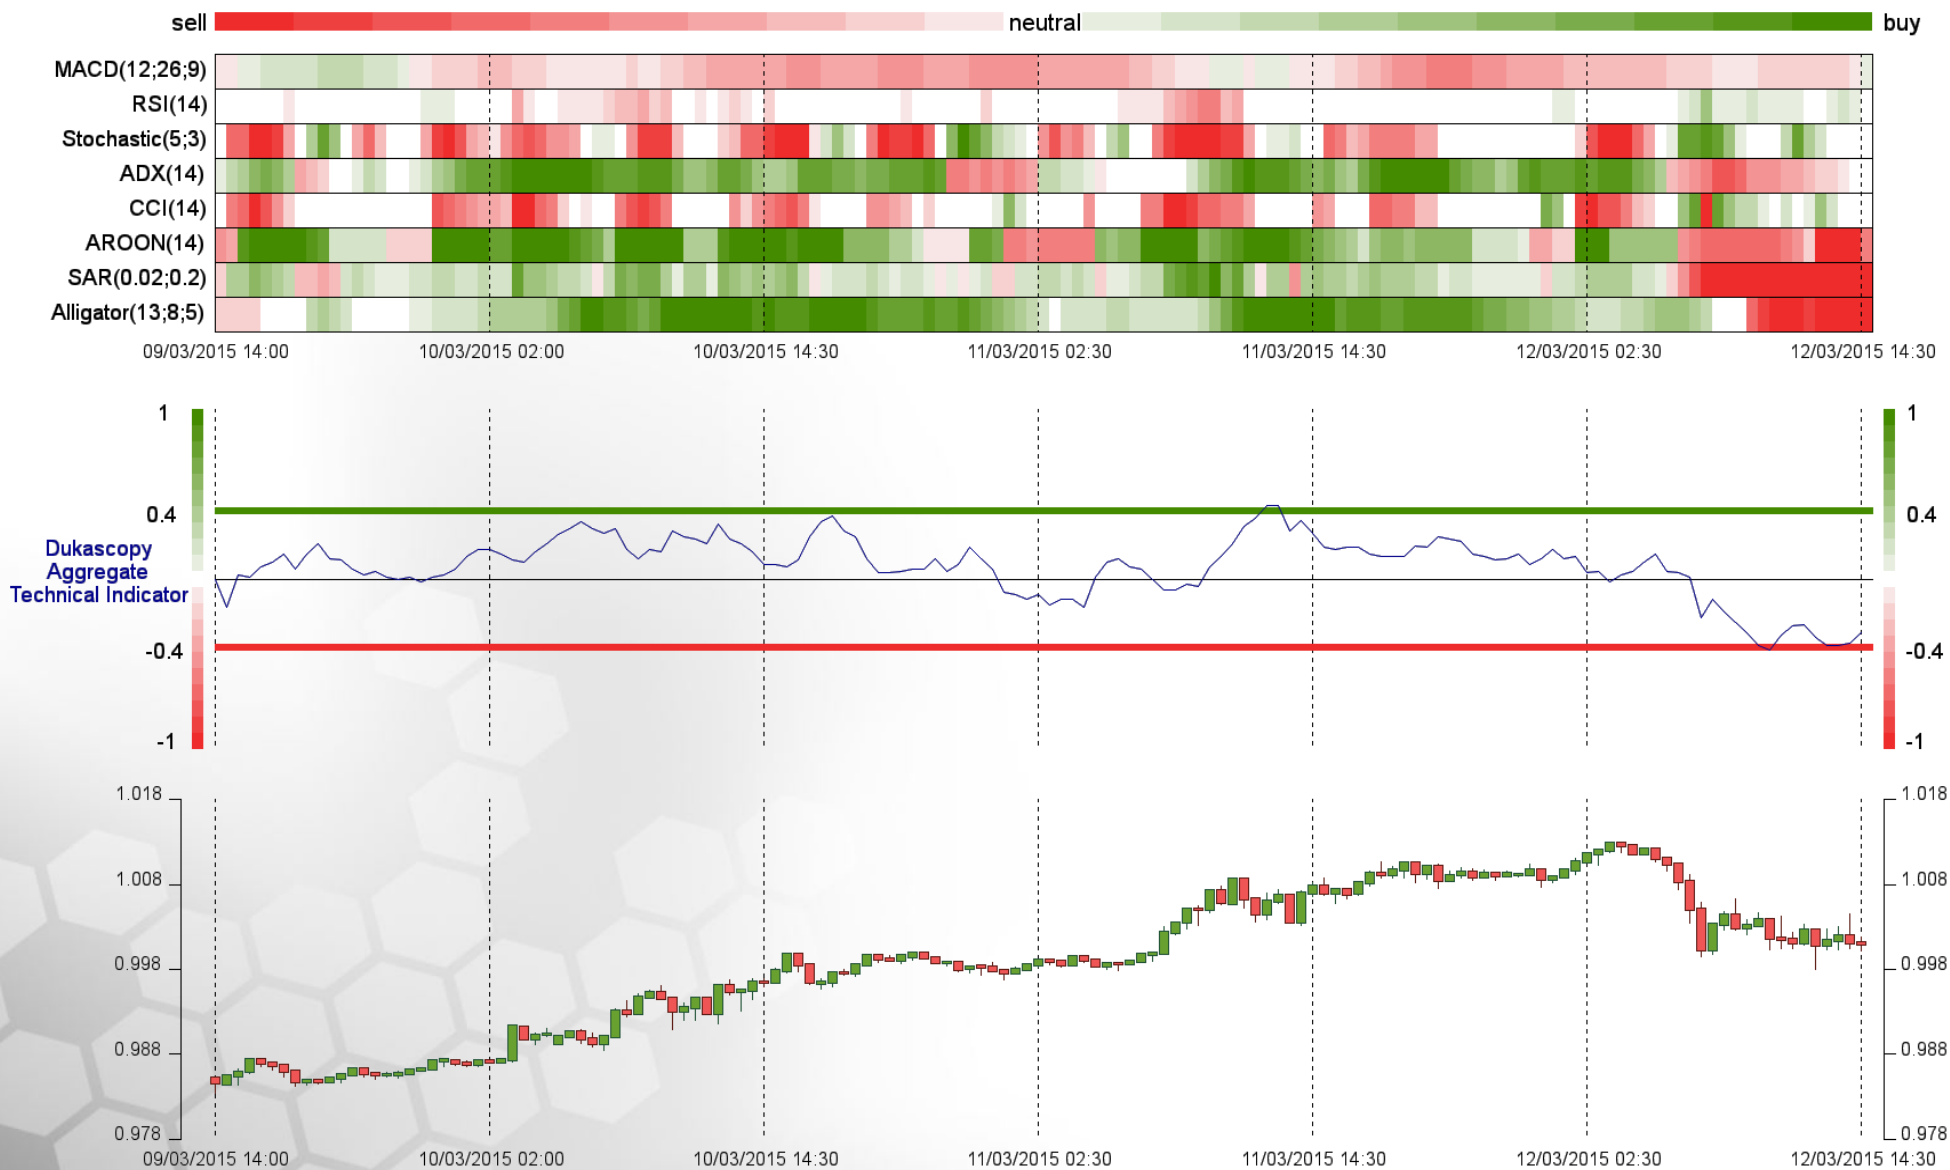 sell neutral buy
MACD(12;26;9)
RSI(14)
Stochastic(5;3)
ADX(14)
CCI(14)
AROON(14)
SAR(0.02;0.2)
Alligator(13;8;5)
09/03/2015 14:00 10/03/2015 02:00 10/03/2015 14:30 11/03/2015 02:30 11/03/2015 14:30 12/03/2015 02:30 12/03/2015 14:30
1 1
0.4 0.4
Dukascopy
Aggregate
Technical Indicator
-0.4 -0.4
-1 -1
1.018 1.018
1.008 1.008
0.998 0.998
0.988 0.988
0.978 0.978
09/03/2015 14:00 10/03/2015 02:00 10/03/2015 14:30 11/03/2015 02:30 11/03/2015 14:30 12/03/2015 02:30 12/03/2015 14:30